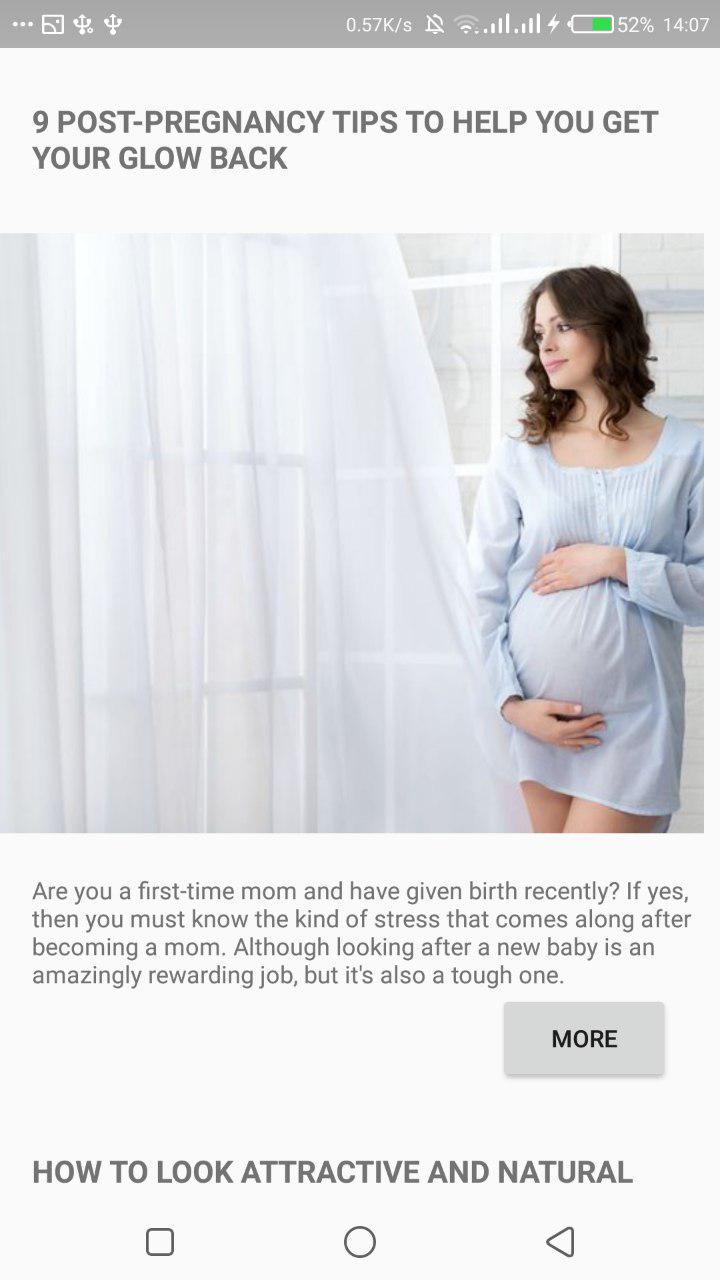 0.57K/s 52% 14:07
9 POST-PREGNANCY TIPS TO HELP YOU GET
YOUR GLOW BACK
Are you a first-time mom and have given birth recently? If yes,
then you must know the kind of stress that comes along after
becoming a mom. Although looking after a new baby is an
amazingly rewarding job, but it's also a tough one.
MORE
HOW TO LOOK ATTRACTIVE AND NATURAL